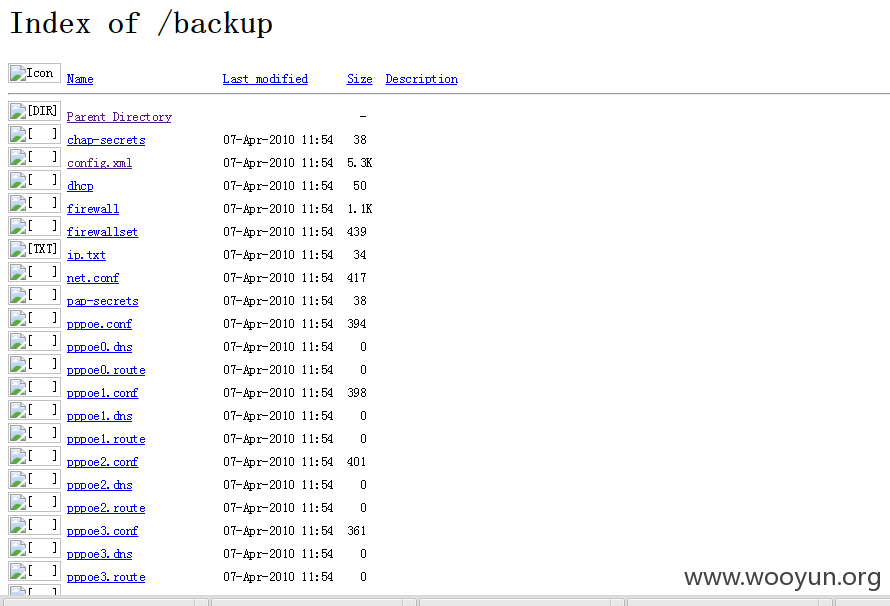 Index of /backup
Icon Name Last modified Size Description
[DIR] Parent Directory -
[ ] chap-secrets 07-Apr-2010 11:54 38
[ ] config.xml 07-Apr-2010 11:54 5.3K
[ ] dhcp 07-Apr-2010 11:54 50
[ ] firewall 07-Apr-2010 11:54 1.1K
[ ] firewallset 07-Apr-2010 11:54 439
[TXT] ip.txt 07-Apr-2010 11:54 34
[ ] net.conf 07-Apr-2010 11:54 417
[ ] pap-secrets 07-Apr-2010 11:54 38
[ ] pppoe.conf 07-Apr-2010 11:54 394
[ ] pppoe0.dns 07-Apr-2010 11:54 0
[ ] pppoe0.route 07-Apr-2010 11:54 0
[ ] pppoe1.conf 07-Apr-2010 11:54 398
[ ] pppoe1.dns 07-Apr-2010 11:54 0
[ ] pppoe1.route 07-Apr-2010 11:54 0
[ ] pppoe2.conf 07-Apr-2010 11:54 401
[ ] pppoe2.dns 07-Apr-2010 11:54 0
[ ] pppoe2.route 07-Apr-2010 11:54 0
[ ] pppoe3.conf 07-Apr-2010 11:54 361
[ ] pppoe3.dns 07-Apr-2010 11:54 0
[ ] pppoe3.route 07-Apr-2010 11:54 0
[ ]
www.wooyun.org